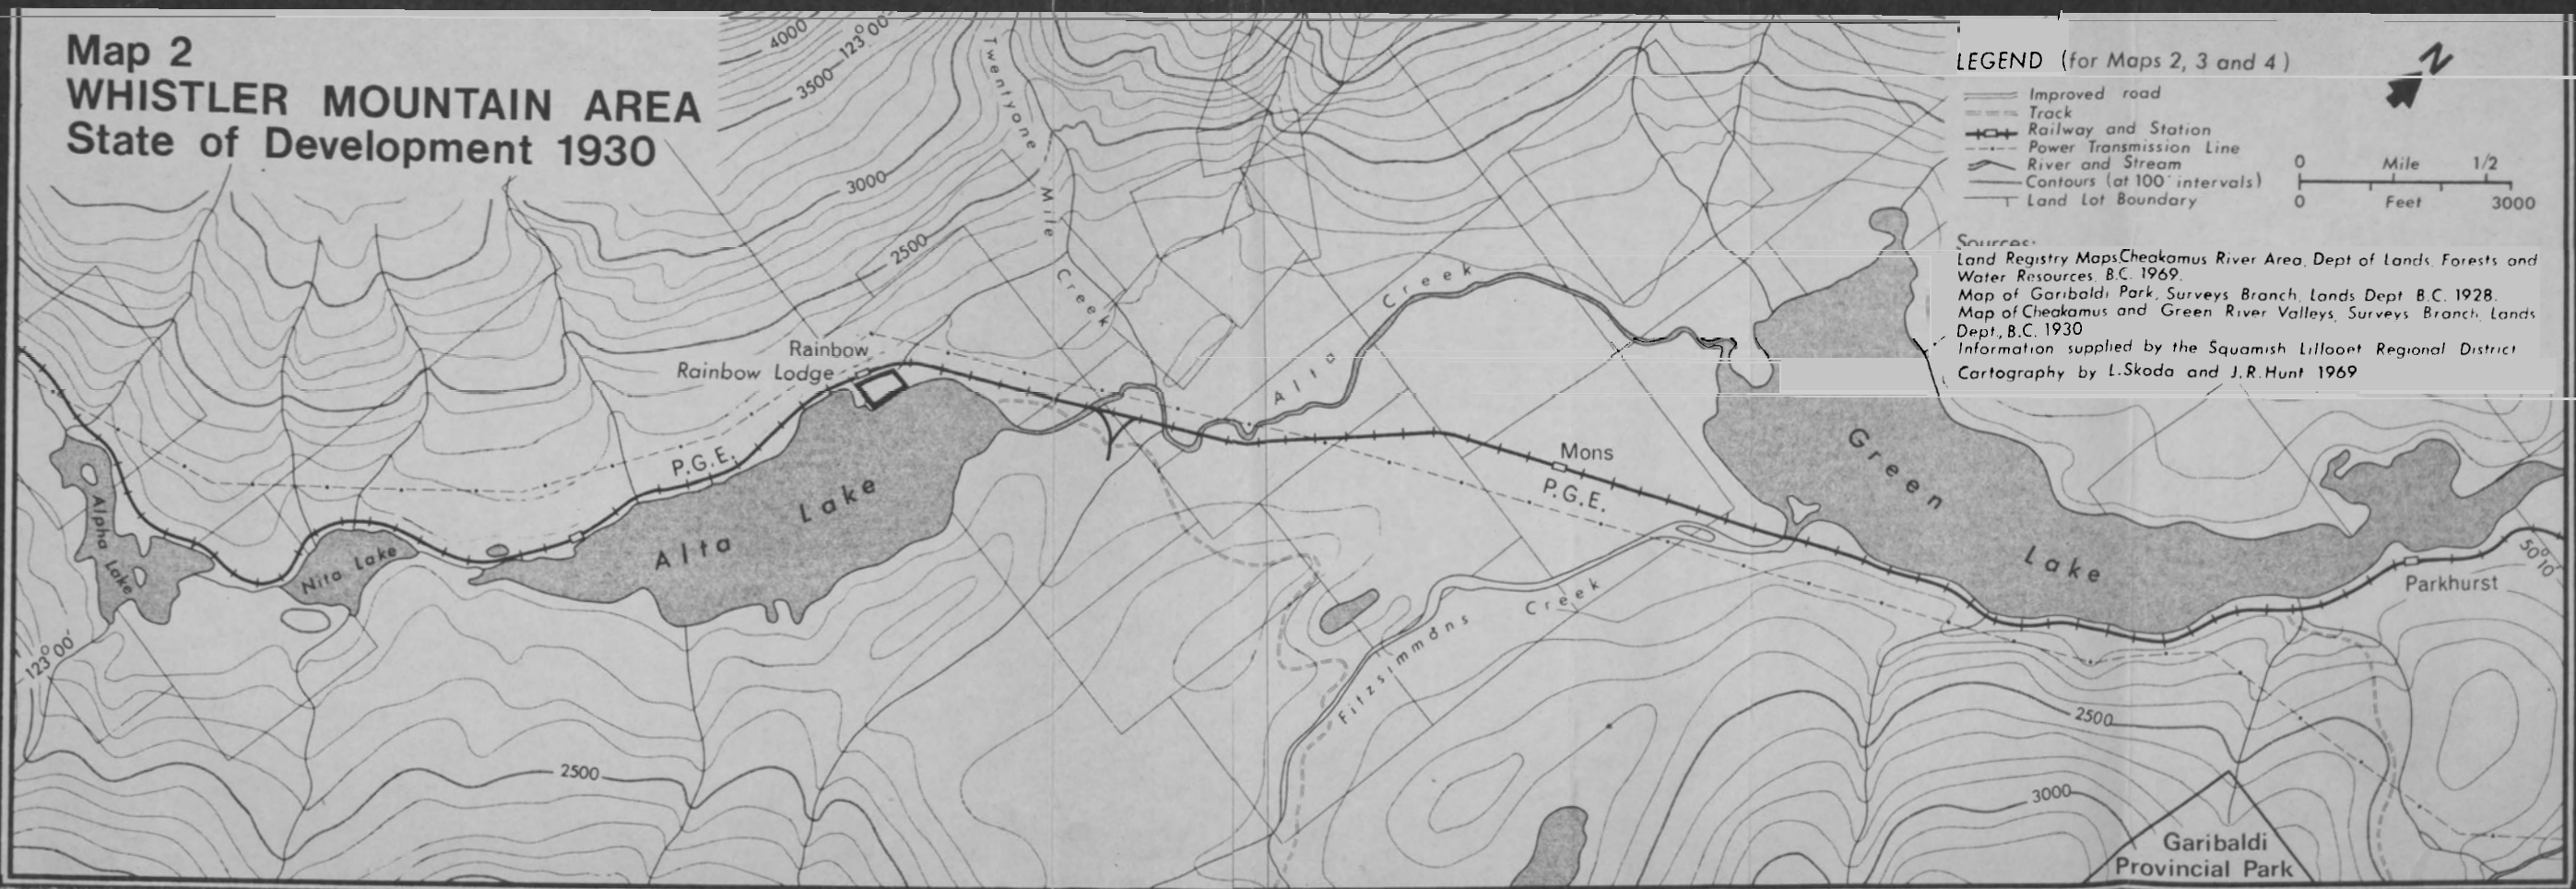 Map 2
WHISTLER MOUNTAIN AREA
State of Development 1930
4000
123°00'
3500
3000
2500
Twentyone Mile Creek
LEGEND (for Maps 2, 3 and 4)
Improved road
Track
Railway and Station
Power Transmission Line
River and Stream
Contours (at 100' intervals)
Land Lot Boundary
N
0 Mile 1/2
0 Feet 3000
Sources:
Land Registry Maps,Cheakamus River Area, Dept of Lands, Forests and
Water Resources, B.C. 1969.
Map of Garibaldi Park, Surveys Branch, Lands Dept B.C. 1928.
Map of Cheakamus and Green River Valleys, Surveys Branch, Lands
Dept., B.C. 1930
Information supplied by the Squamish Lillooet Regional District
Cartography by L.Skoda and J.R.Hunt 1969
Rainbow
Rainbow Lodge
P.G.E.
Alta Lake
Alta Creek
Alpha Lake
Nita Lake
Mons
P.G.E.
Green Lake
Fitzsimmons Creek
Parkhurst
50°10'
123°00'
2500
2500
3000
Garibaldi
Provincial Park